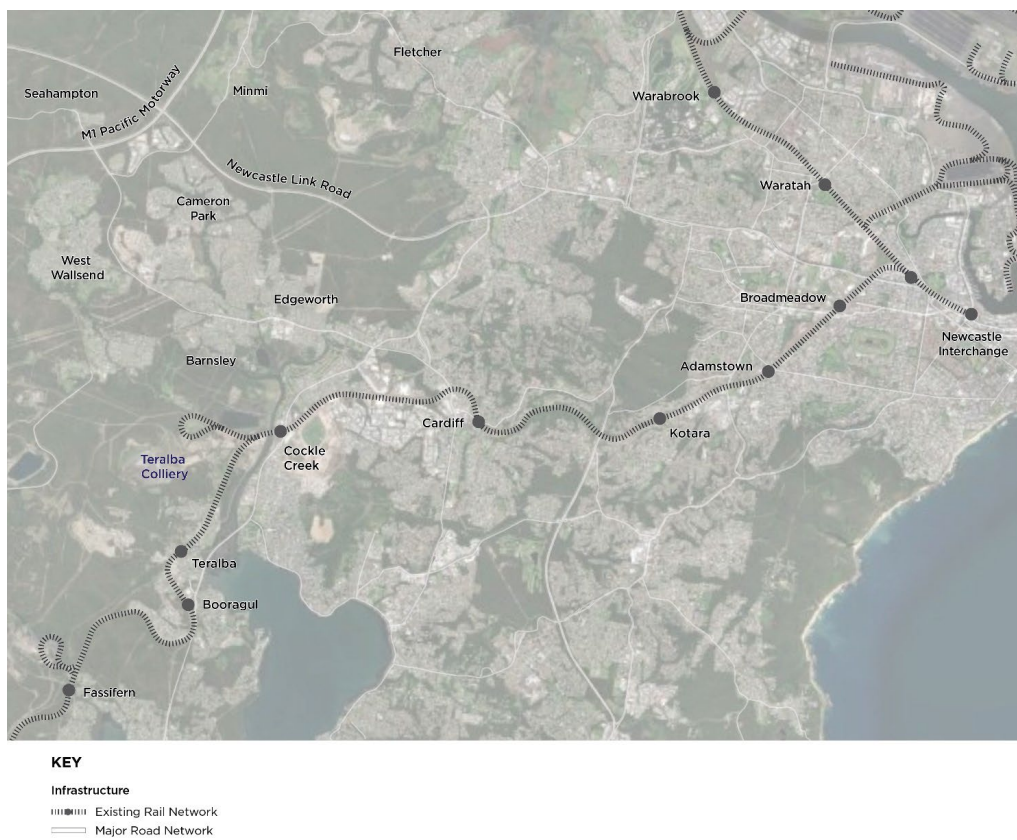 Fletcher
Seahampton
Minmi
M1 Pacific Motorway
Warabrook
Newcastle Link Road
Waratah
Cameron
Park
West
Wallsend
Edgeworth
Broadmeadow
Newcastle
Interchange
Barnsley
Adamstown
Cardiff
Kotara
Cockle
Creek
Teralba
Colliery
Teralba
Booragul
Fassifern
KEY
Infrastructure
Existing Rail Network
Major Road Network